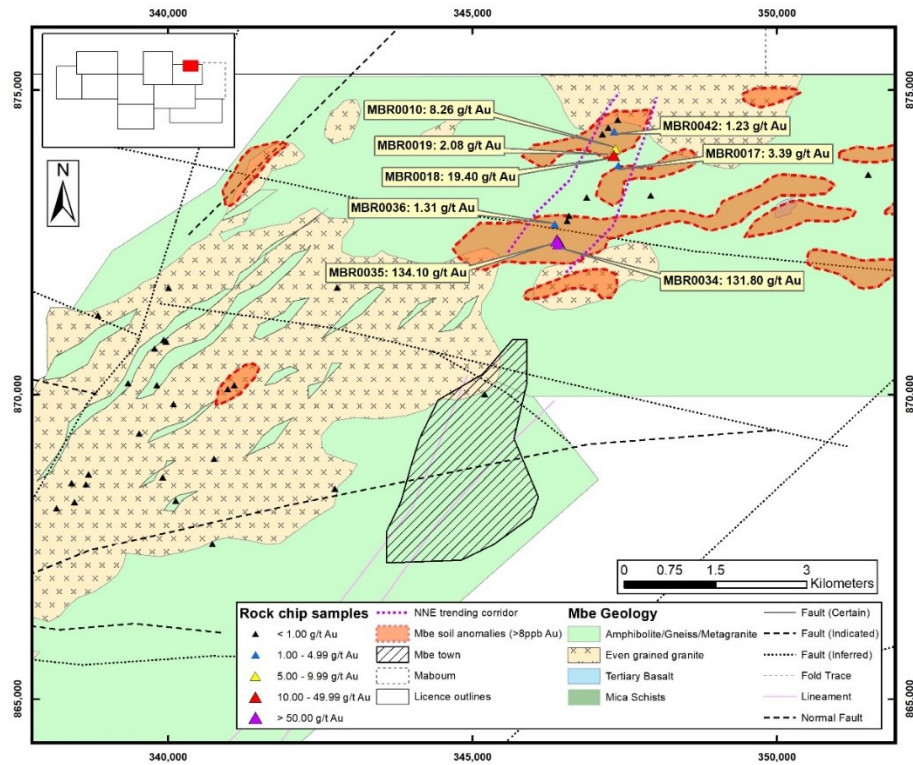 340,000 345,000 350,000
875,000 875,000
MBR0010: 8.26 g/t Au
MBR0042: 1.23 g/t Au
MBR0019: 2.08 g/t Au
MBR0017: 3.39 g/t Au
MBR0018: 19.40 g/t Au
N
MBR0036: 1.31 g/t Au
MBR0035: 134.10 g/t Au
MBR0034: 131.80 g/t Au
870,000 870,000
0 0.75 1.5 3
Kilometers
Rock chip samples
< 1.00 g/t Au
1.00 - 4.99 g/t Au
5.00 - 9.99 g/t Au
10.00 - 49.99 g/t Au
> 50.00 g/t Au
NNE trending corridor
Mbe soil anomalies (>8ppb Au)
Mbe town
Maboum
Licence outlines
Mbe Geology
Amphibolite/Gneiss/Metagranite
Even grained granite
Tertiary Basalt
Mica Schists
Fault (Certain)
Fault (Indicated)
Fault (Inferred)
Fold Trace
Lineament
Normal Fault
865,000 865,000
340,000 345,000 350,000